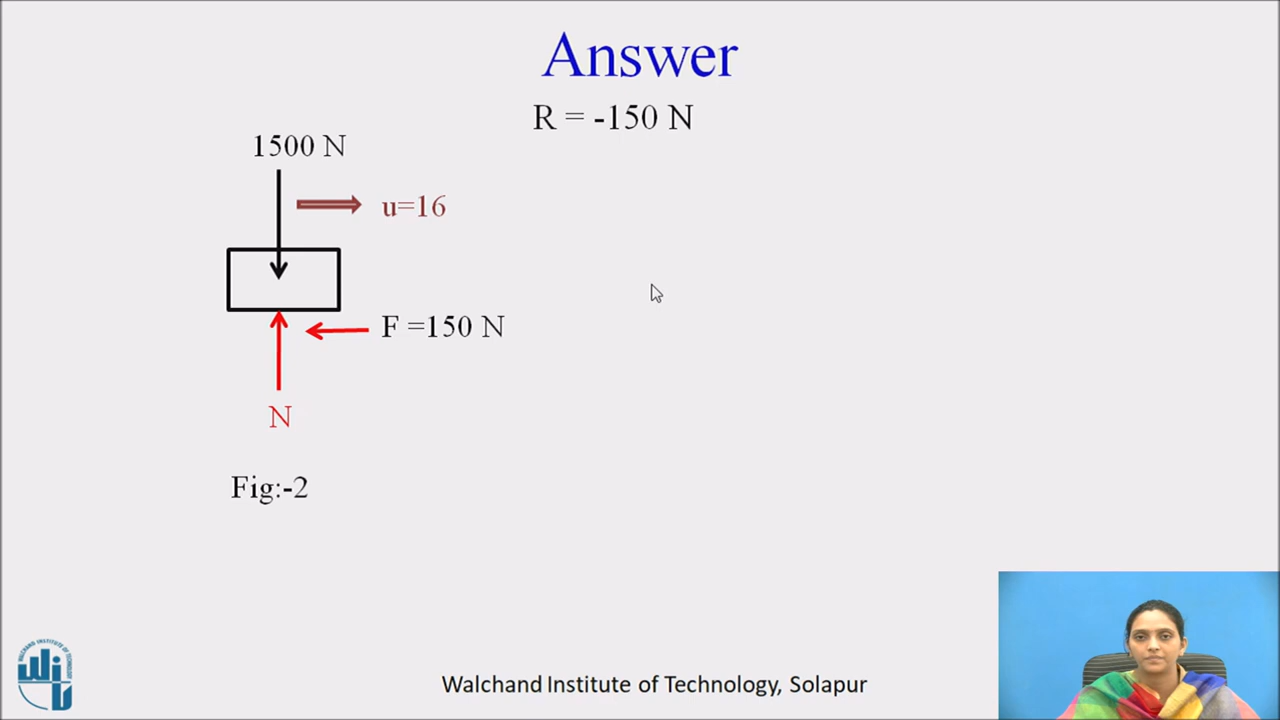 Answer
R = -150 N
1500 N
u=16
F =150 N
N
Fig:-2
Walchand Institute of Technology, Solapur